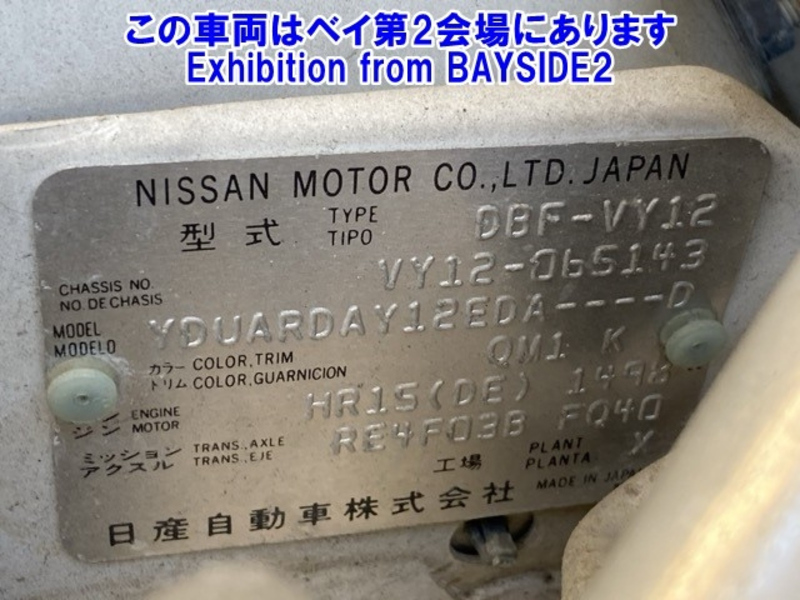 この車両はベイ第2会場にあります
Exhibition from BAYSIDE2
NISSAN MOTOR CO.,LTD. JAPAN
型式 TYPE TIPO DBF-VY12
CHASSIS NO. NO. DE CHASIS VY12-065143
MODEL MODELO YDUARDAY12EDA----D
カラー COLOR, TRIM QM1 K
トリム COLOR, GUARNICION
ENGINE MOTOR HR15(DE) 1498
ミッション アクスル TRANS., AXLE TRANS., EJE RE4F03B FQ40
工場 PLANT PLANTA X
MADE IN JAPAN
日産自動車株式会社